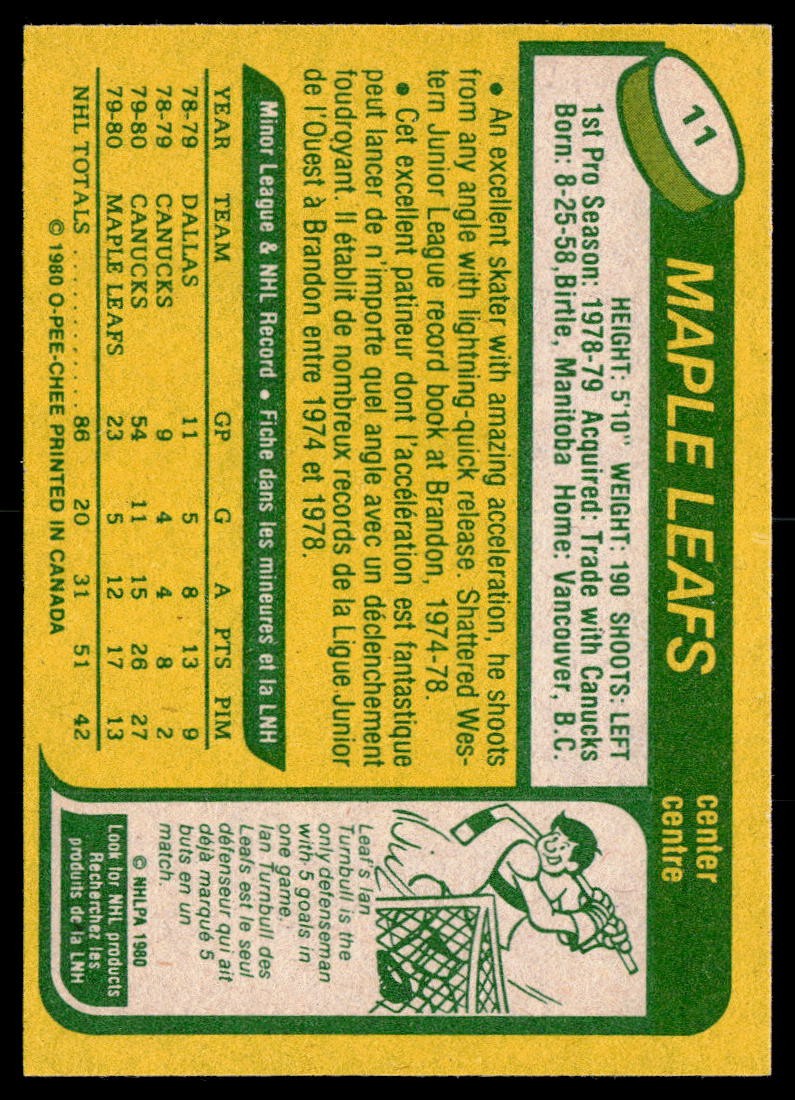 11
MAPLE LEAFS
center
centre
HEIGHT: 5'10" WEIGHT: 190 SHOOTS: LEFT
1st Pro Season: 1978-79 Acquired: Trade with Canucks
Born: 8-25-58, Birtle, Manitoba Home: Vancouver, B.C.
• An excellent skater with amazing acceleration, he shoots
from any angle with lightning-quick release. Shattered Wes-
tern Junior League record book at Brandon, 1974-78.
• Cet excellent patineur dont l'accélération est fantastique
peut lancer de n'importe quel angle avec un déclenchement
foudroyant. Il établit de nombreux records de la Ligue Junior
de l'Ouest à Brandon entre 1974 et 1978.
Minor League & NHL Record • Fiche dans les mineures et la LNH
YEAR TEAM GP G A PTS PIM
78-79 DALLAS 11 5 8 13 9
78-79 CANUCKS 9 4 4 8 2
79-80 CANUCKS 54 11 15 26 27
79-80 MAPLE LEAFS 23 5 12 17 13
NHL TOTALS .......... 86 20 31 51 42
© 1980 O-PEE-CHEE PRINTED IN CANADA
Leaf's Ian
Turnbull is the
only defenseman
with 5 goals in
one game.
Ian Turnbull des
Leafs est le seul
défenseur qui ait
déjà marqué 5
buts en un
match.
© NHLPA 1980
Look for NHL products
Recherchez les
produits de la LNH